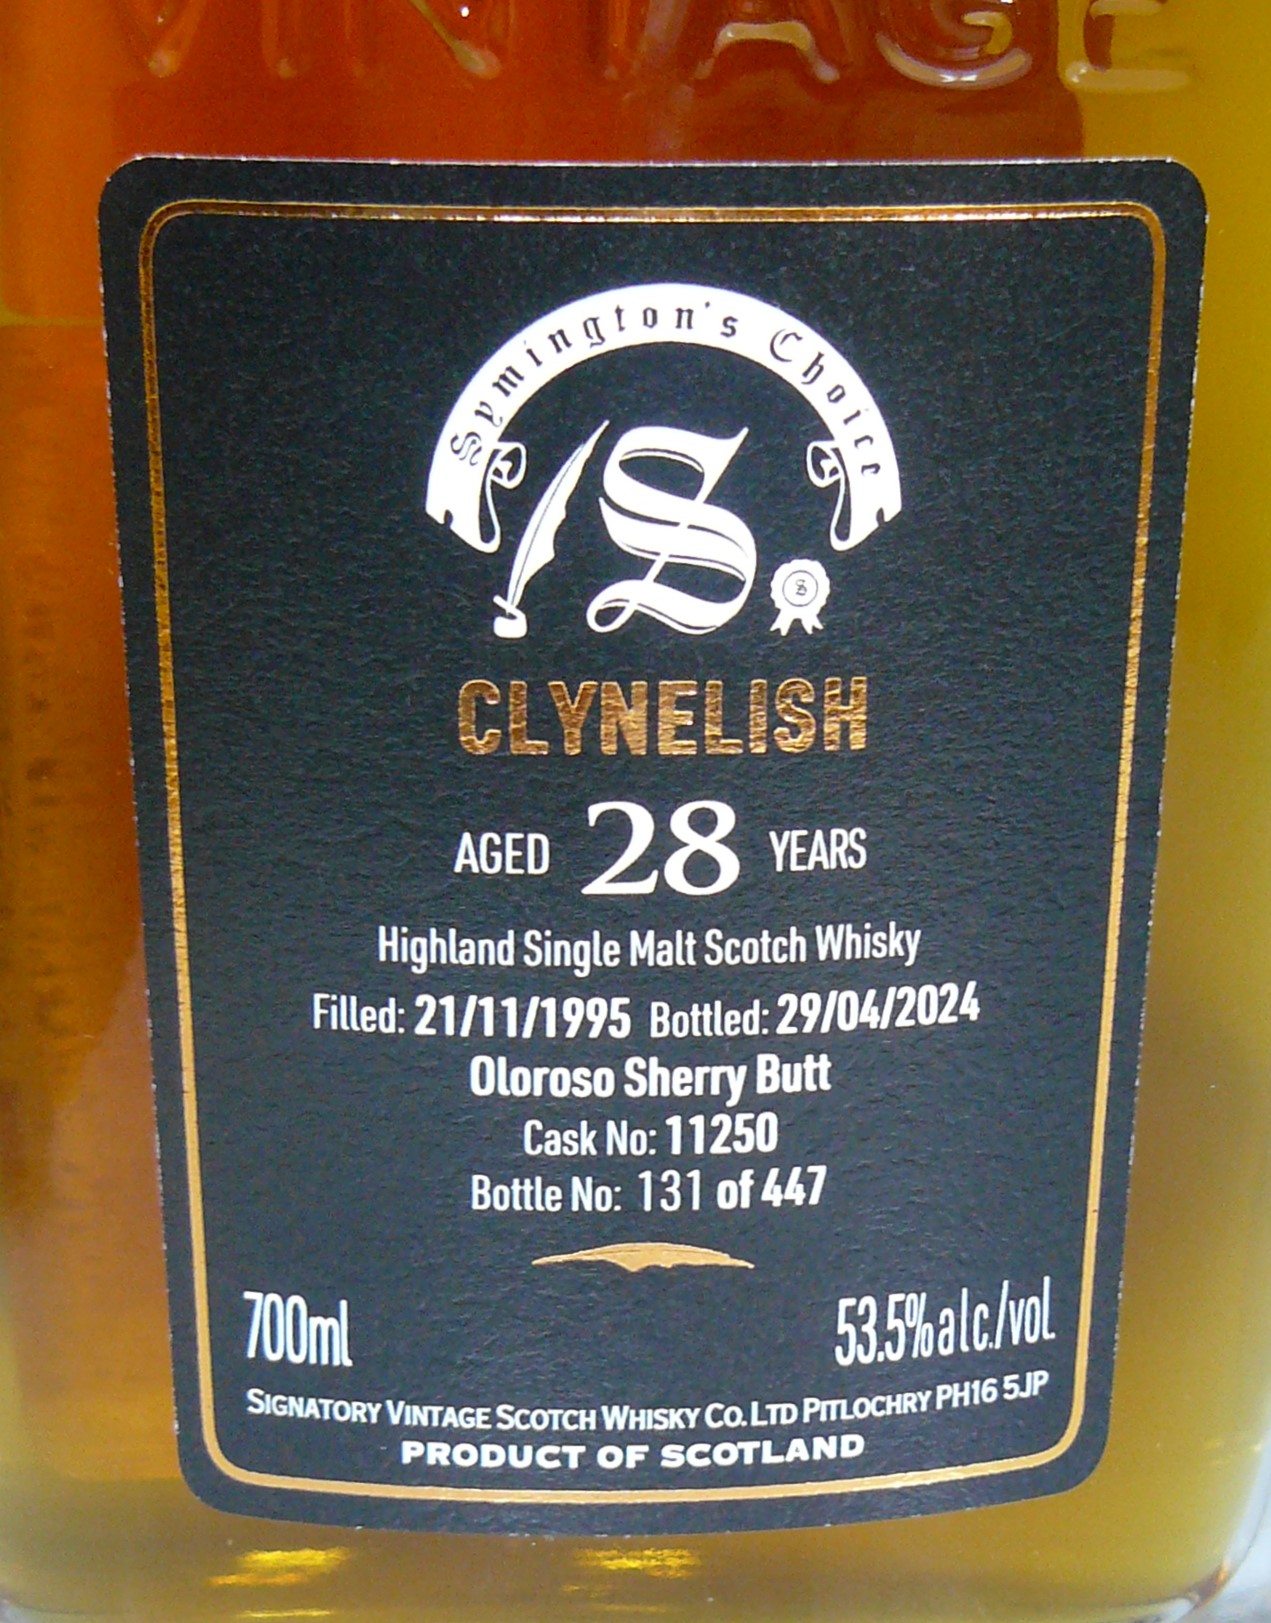 VINTAGE
Symington's Choice
S
S
CLYNELISH
AGED 28 YEARS
Highland Single Malt Scotch Whisky
Filled: 21/11/1995 Bottled: 29/04/2024
Oloroso Sherry Butt
Cask No: 11250
Bottle No: 131 of 447
700ml 53.5%alc./vol
SIGNATORY VINTAGE SCOTCH WHISKY CO. LTD PITLOCHRY PH16 5JP
PRODUCT OF SCOTLAND